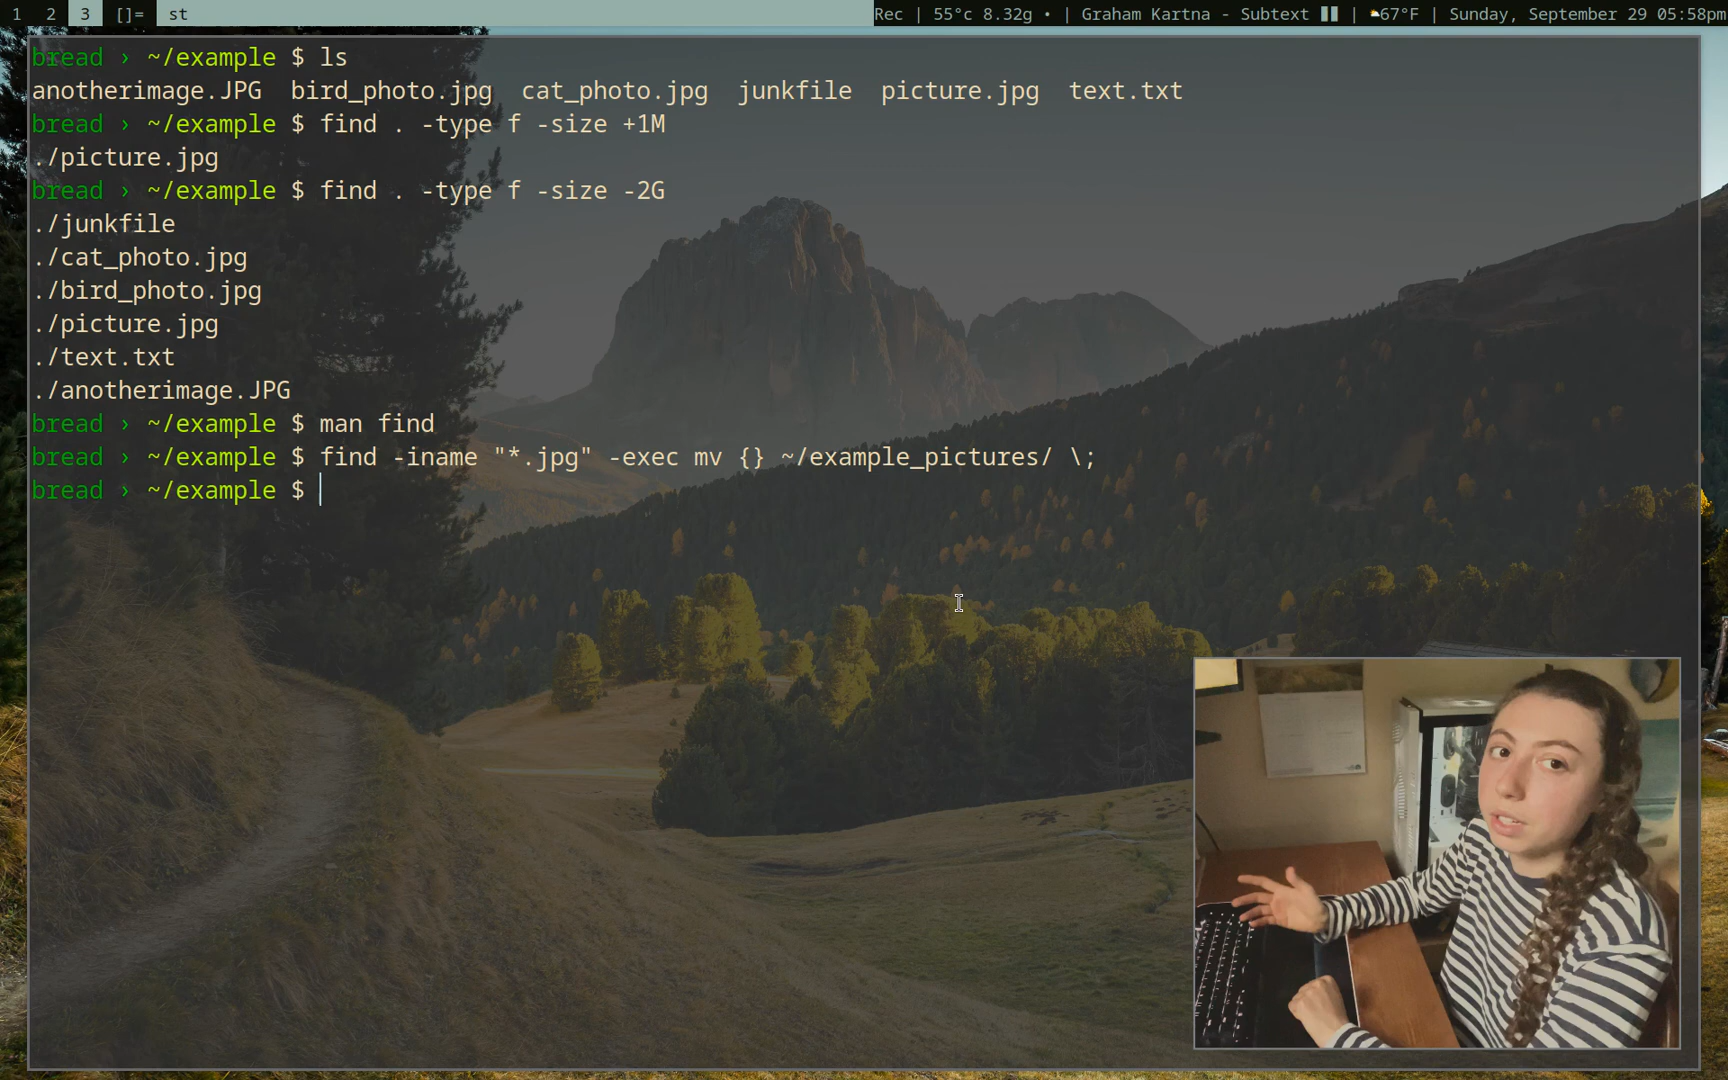 1 2 3 []= st Rec | 55°c 8.32g • | Graham Kartna - Subtext ▮▮ | ⛅67°F | Sunday, September 29 05:58pm
bread › ~/example $ ls
anotherimage.JPG bird_photo.jpg cat_photo.jpg junkfile picture.jpg text.txt
bread › ~/example $ find . -type f -size +1M
./picture.jpg
bread › ~/example $ find . -type f -size -2G
./junkfile
./cat_photo.jpg
./bird_photo.jpg
./picture.jpg
./text.txt
./anotherimage.JPG
bread › ~/example $ man find
bread › ~/example $ find -iname "*.jpg" -exec mv {} ~/example_pictures/ \;
bread › ~/example $